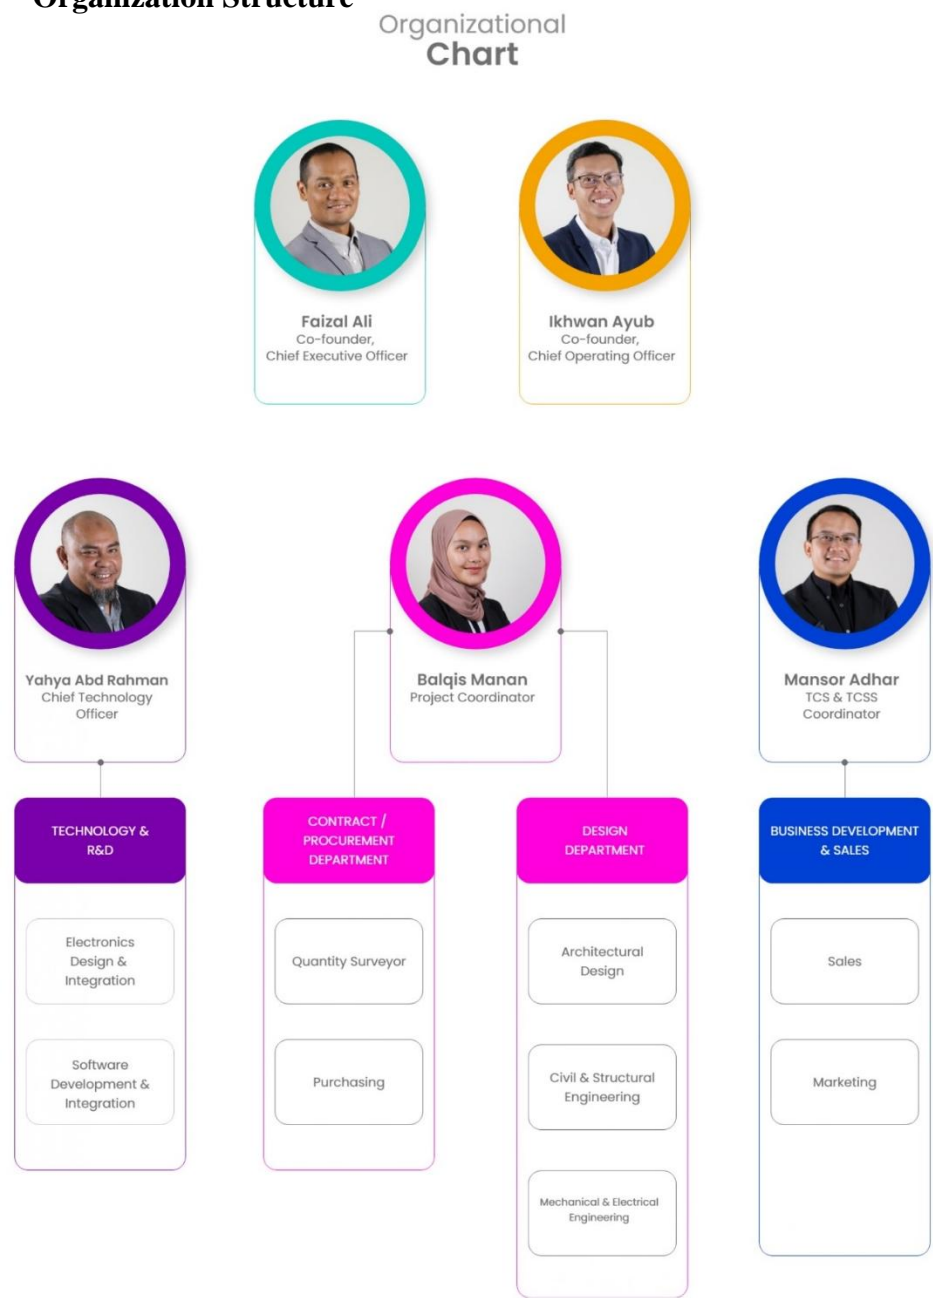 Organization Structure
Organizational
Chart
Faizal Ali
Co-founder,
Chief Executive Officer
Ikhwan Ayub
Co-founder,
Chief Operating Officer
Yahya Abd Rahman
Chief Technology
Officer
Balqis Manan
Project Coordinator
Mansor Adhar
TCS & TCSS
Coordinator
TECHNOLOGY &
R&D
Electronics
Design &
Integration
Software
Development &
Integration
CONTRACT /
PROCUREMENT
DEPARTMENT
Quantity Surveyor
Purchasing
DESIGN
DEPARTMENT
Architectural
Design
Civil & Structural
Engineering
Mechanical & Electrical
Engineering
BUSINESS DEVELOPMENT
& SALES
Sales
Marketing